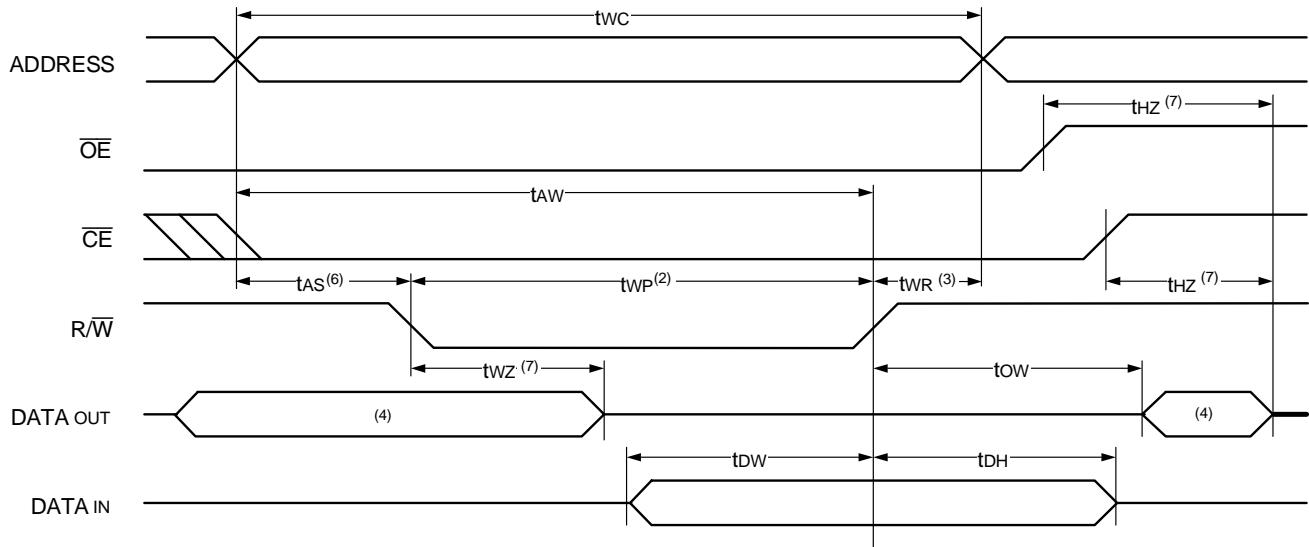 tWC
ADDRESS
tHZ (7)
OE
tAW
CE
tAS(6) tWP(2) tWR (3) tHZ (7)
R/W
tWZ (7) tOW
DATA OUT (4) (4)
tDW tDH
DATA IN